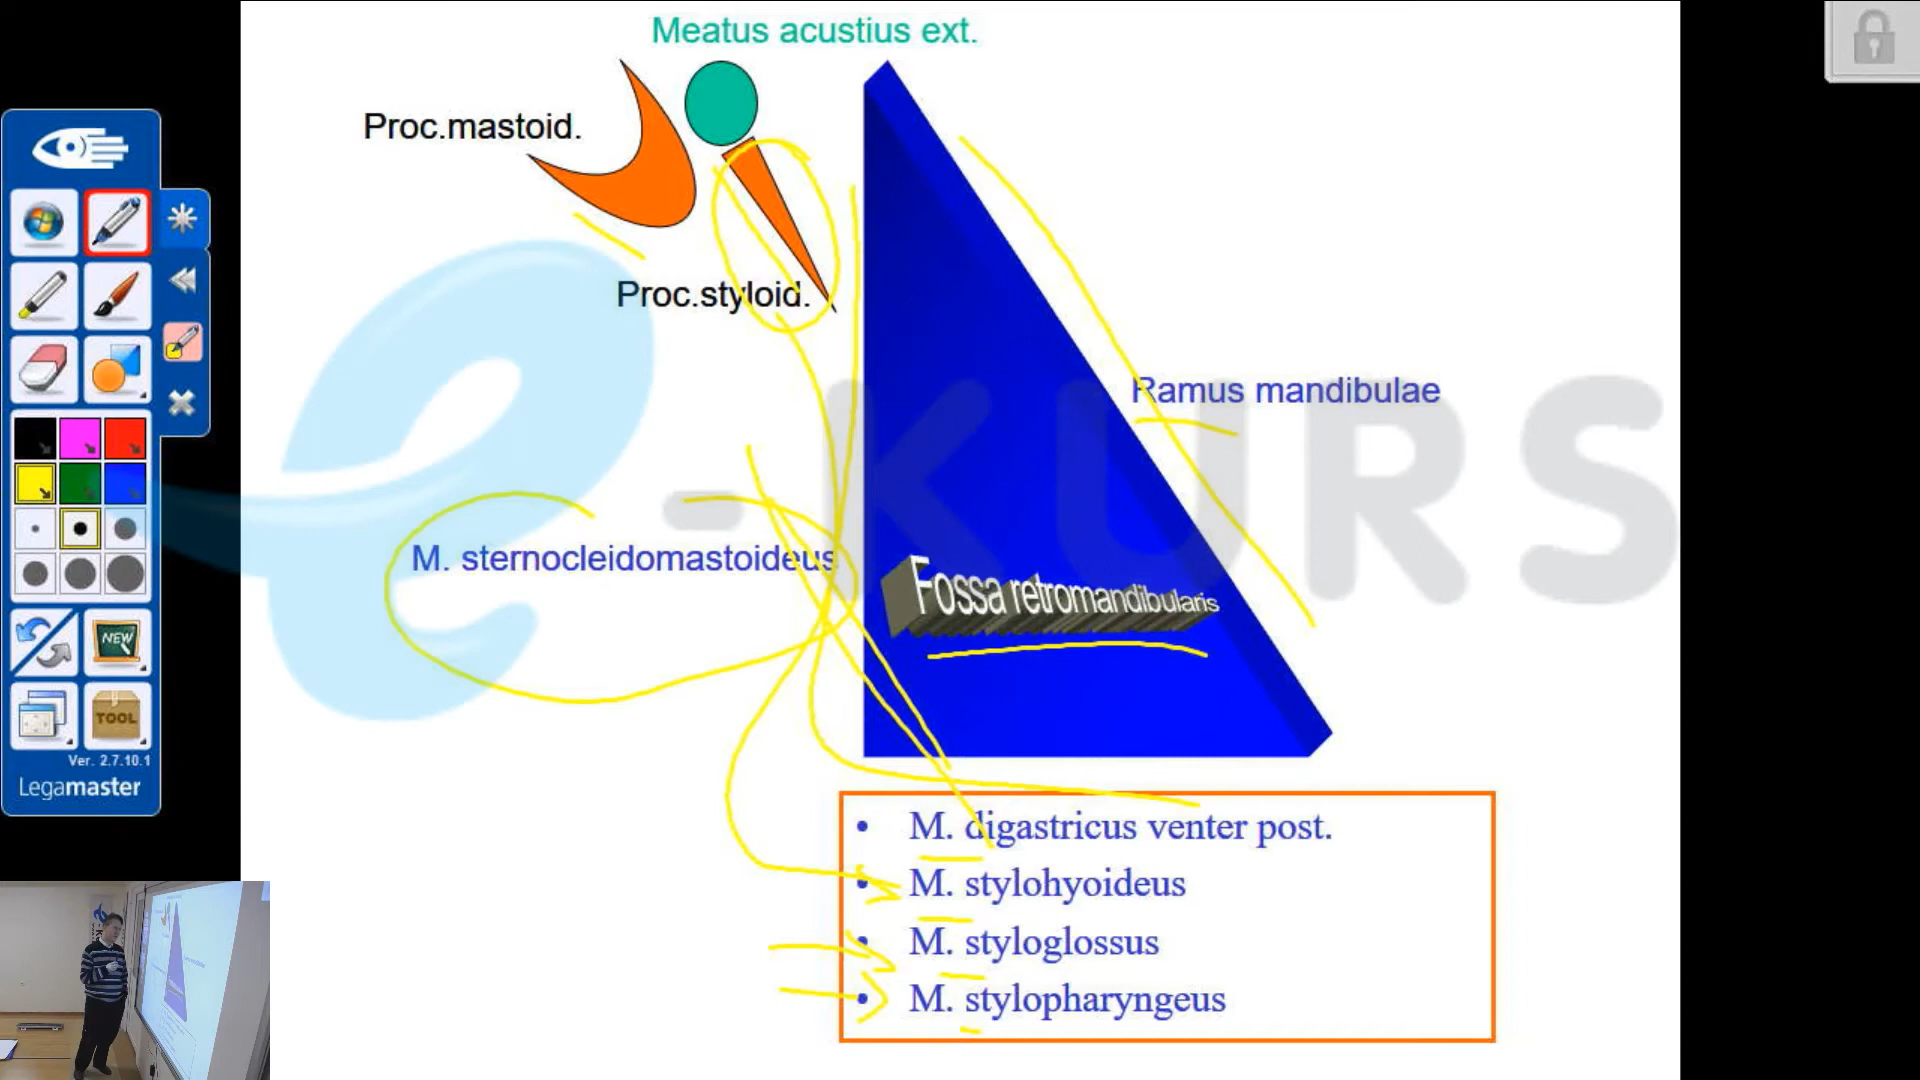 Meatus acustius ext.
Proc.mastoid.
Proc.styloid.
Ramus mandibulae
M. sternocleidomastoideus
Fossa retromandibularis
• M. digastricus venter post.
• M. stylohyoideus
• M. styloglossus
• M. stylopharyngeus
e-KURS
NEW
TOOL
Ver. 2.7.10.1
Legamaster